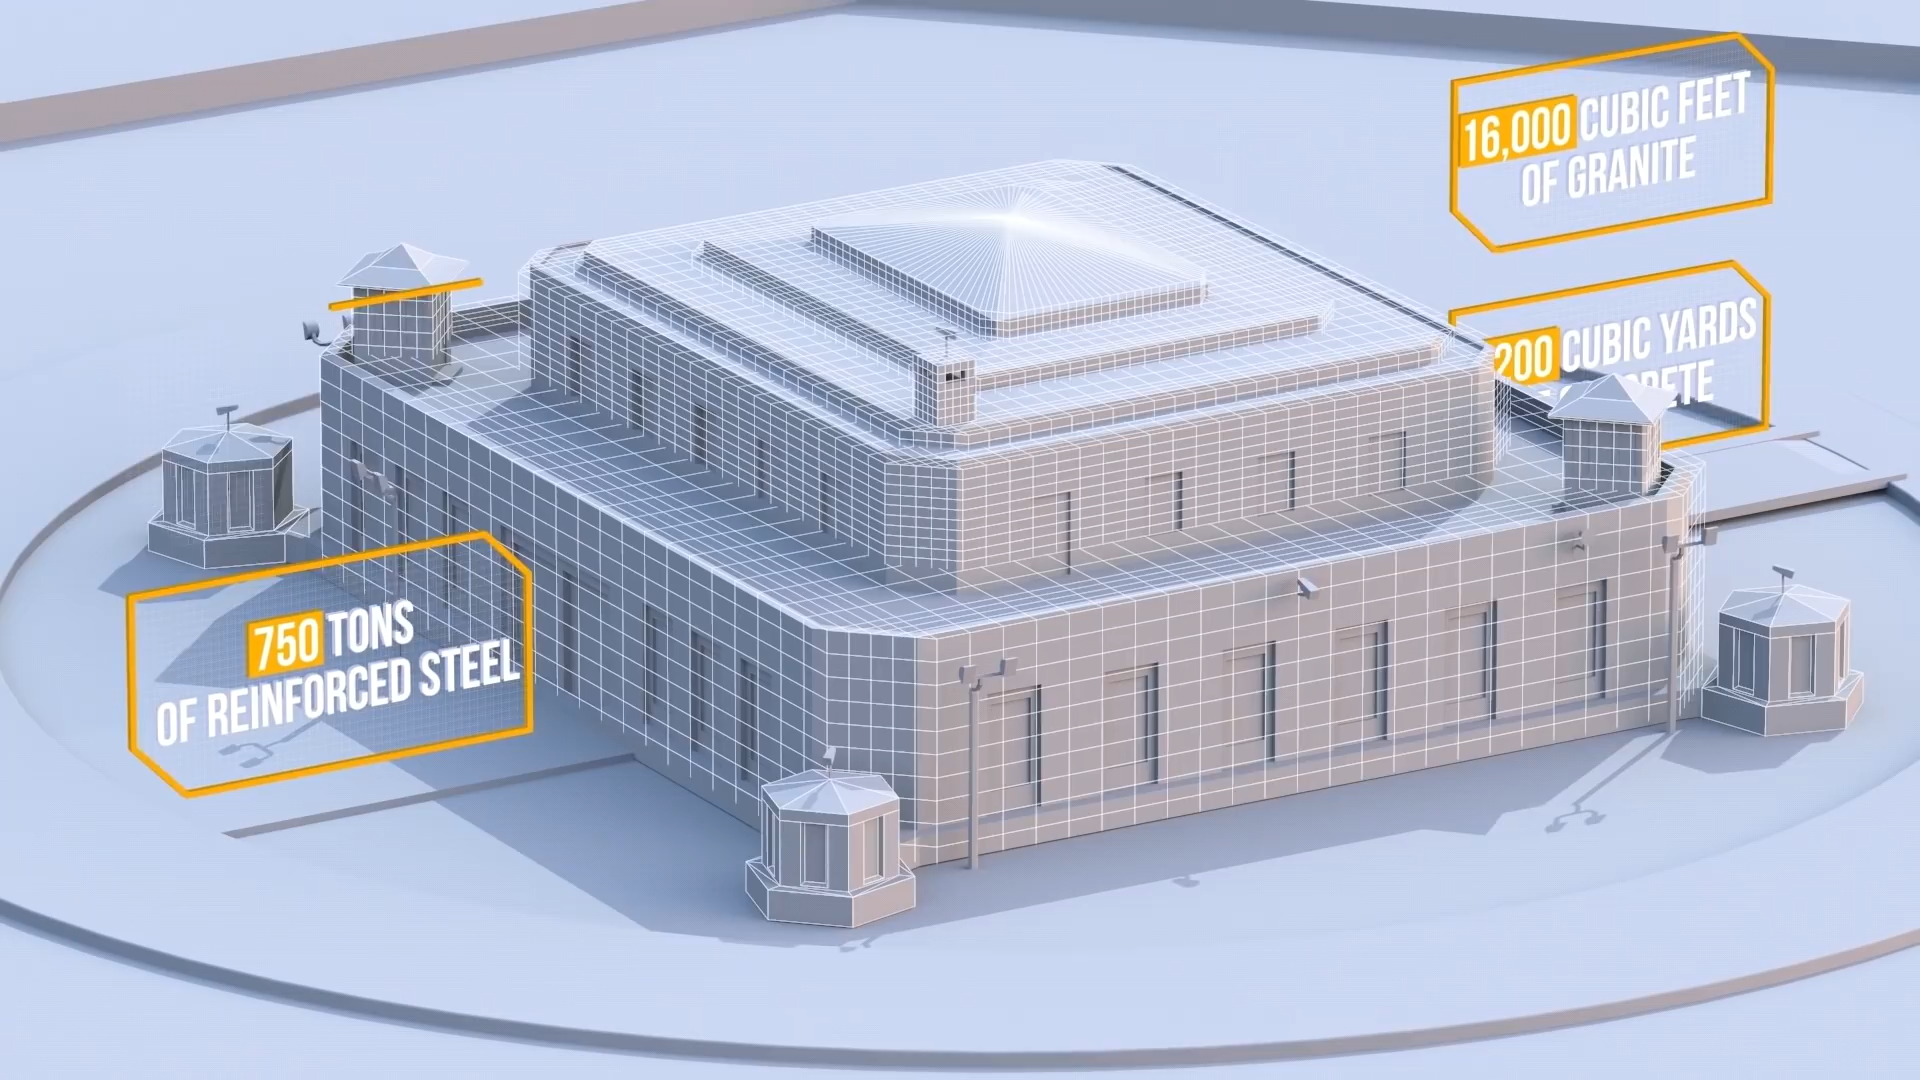 16,000 CUBIC FEET
OF GRANITE
200 CUBIC YARDS
750 TONS
OF REINFORCED STEEL